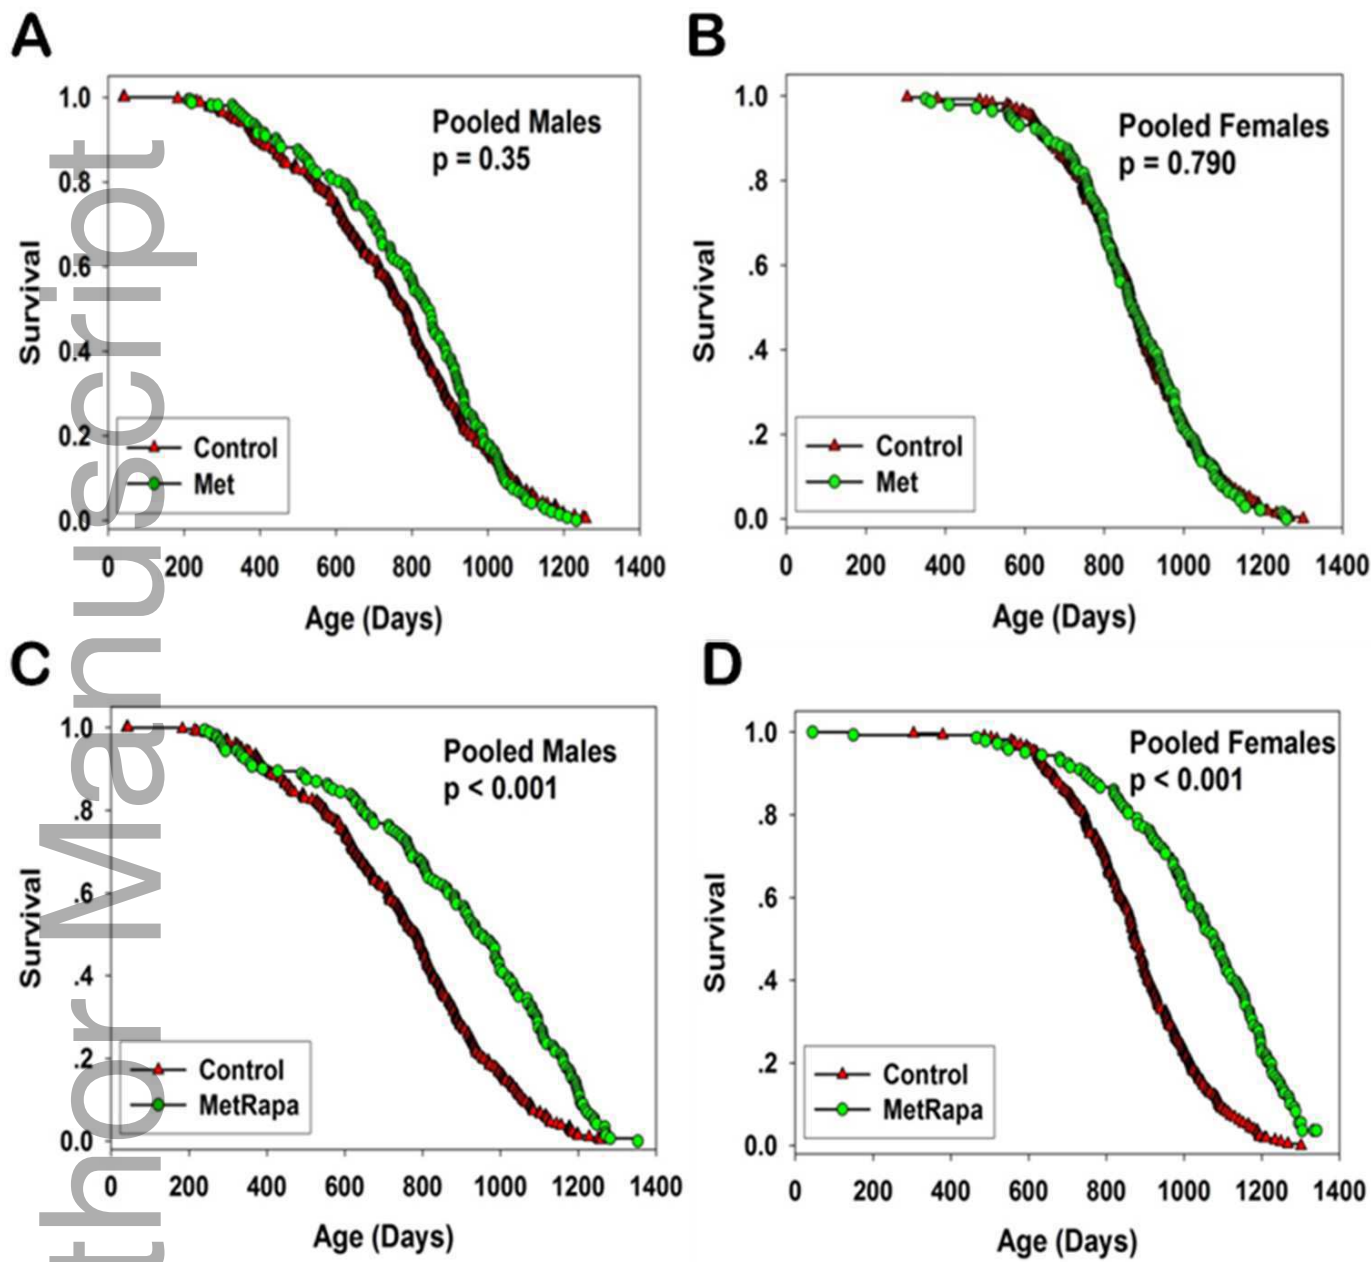 A
Pooled Males
p = 0.35
1.0
0.8
0.6
0.4
0.2
0.0
Survival
Control
Met
0 200 400 600 800 1000 1200 1400
Age (Days)
B
Pooled Females
p = 0.790
1.0
.8
.6
.4
.2
0.0
Survival
Control
Met
0 200 400 600 800 1000 1200 1400
Age (Days)
C
Pooled Males
p < 0.001
1.0
.8
.6
.4
.2
0.0
Survival
Control
MetRapa
0 200 400 600 800 1000 1200 1400
Age (Days)
D
Pooled Females
p < 0.001
1.0
.8
.6
.4
.2
0.0
Survival
Control
MetRapa
0 200 400 600 800 1000 1200 1400
Age (Days)
thor Manuscript